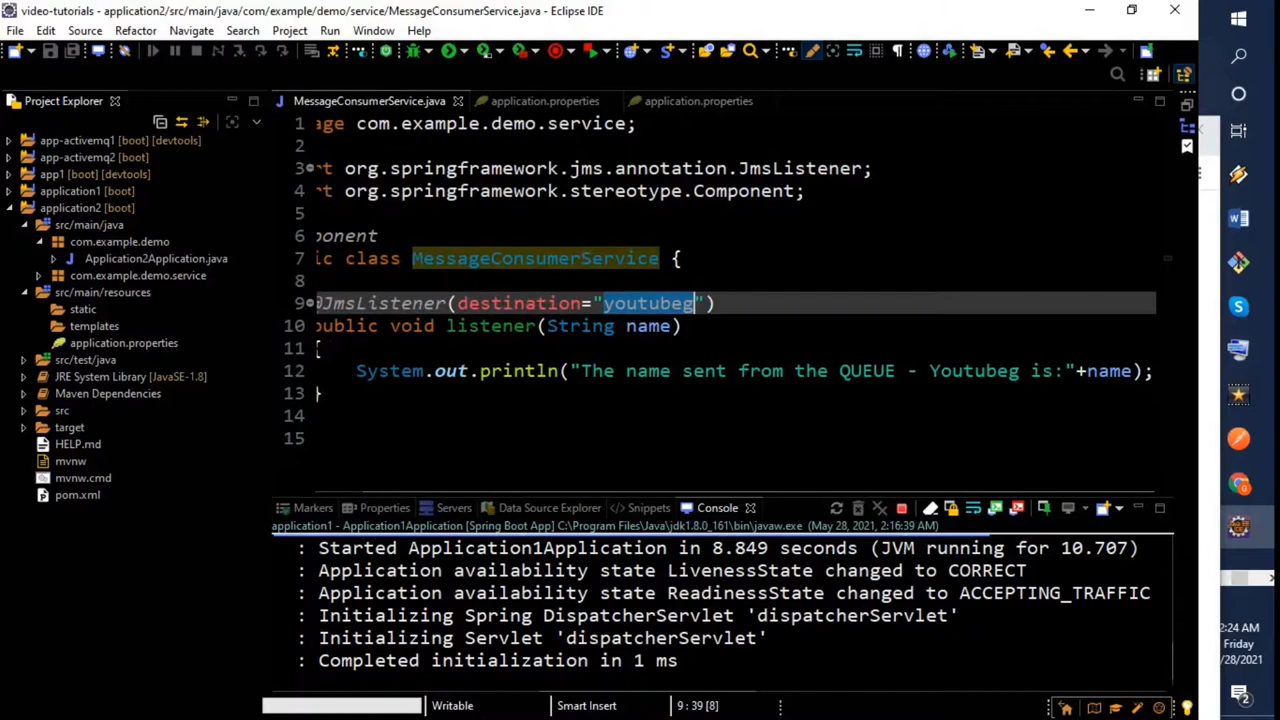 video-tutorials - application2/src/main/java/com/example/demo/service/MessageConsumerService.java - Eclipse IDE
File Edit Source Refactor Navigate Search Project Run Window Help
Project Explorer
app-activemq1 [boot] [devtools]
app-activemq2 [boot]
app1 [boot] [devtools]
application1 [boot]
application2 [boot]
src/main/java
com.example.demo
Application2Application.java
com.example.demo.service
src/main/resources
static
templates
application.properties
src/test/java
JRE System Library [JavaSE-1.8]
Maven Dependencies
src
target
HELP.md
mvnw
mvnw.cmd
pom.xml
MessageConsumerService.java application.properties application.properties
1 age com.example.demo.service;
2
3 rt org.springframework.jms.annotation.JmsListener;
4 rt org.springframework.stereotype.Component;
5
6 ponent
7 ic class MessageConsumerService {
8
9 @JmsListener(destination="youtubeg")
10 public void listener(String name)
11 {
12 System.out.println("The name sent from the QUEUE - Youtubeg is:"+name);
13 }
14
15
Markers Properties Servers Data Source Explorer Snippets Console
application1 - Application1Application [Spring Boot App] C:\Program Files\Java\jdk1.8.0_161\bin\javaw.exe (May 28, 2021, 2:16:39 AM)
: Started Application1Application in 8.849 seconds (JVM running for 10.707)
: Application availability state LivenessState changed to CORRECT
: Application availability state ReadinessState changed to ACCEPTING_TRAFFIC
: Initializing Spring DispatcherServlet 'dispatcherServlet'
: Initializing Servlet 'dispatcherServlet'
: Completed initialization in 1 ms
Writable Smart Insert 9 : 39 [8]
2:24 AM
Friday
/28/2021
2